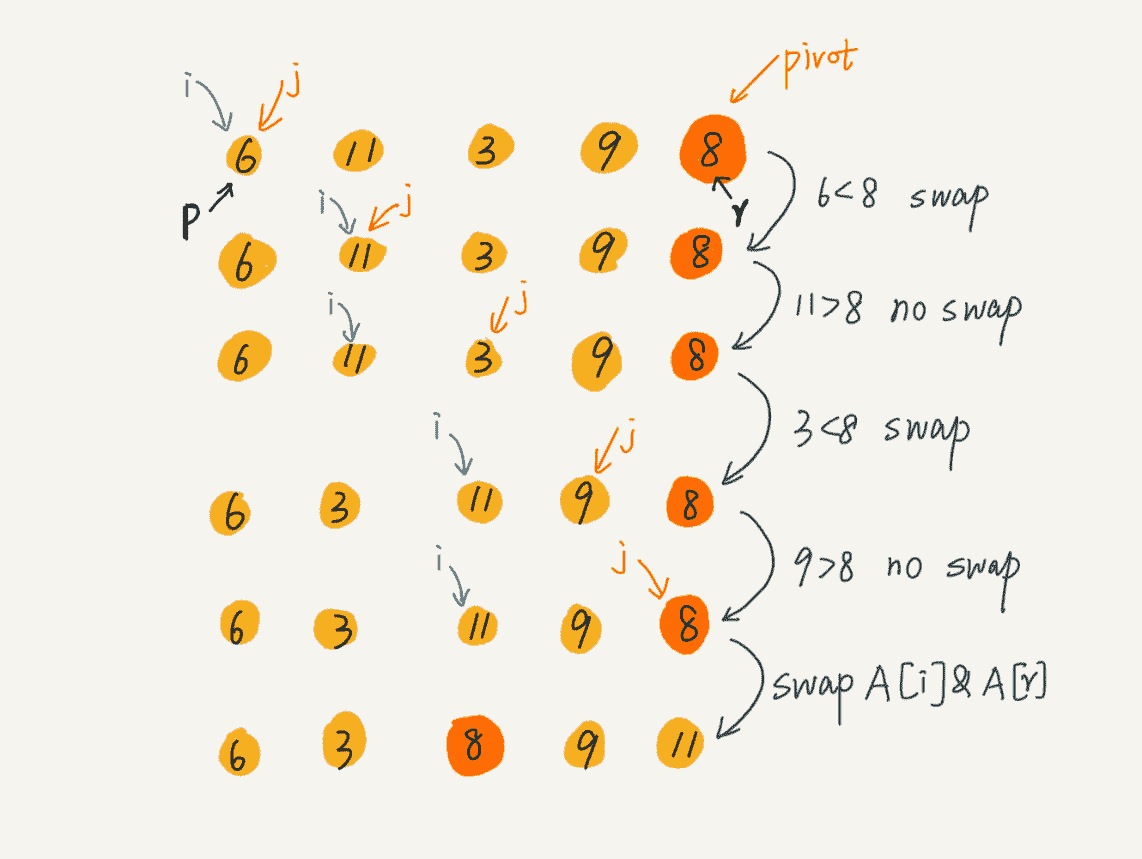 pivot
i j
6 11 3 9 8
p r
6<8 swap
i j
6 11 3 9 8
11>8 no swap
i j
6 11 3 9 8
3<8 swap
i j
6 3 11 9 8
9>8 no swap
i j
6 3 11 9 8
swap A[i]&A[r]
6 3 8 9 11